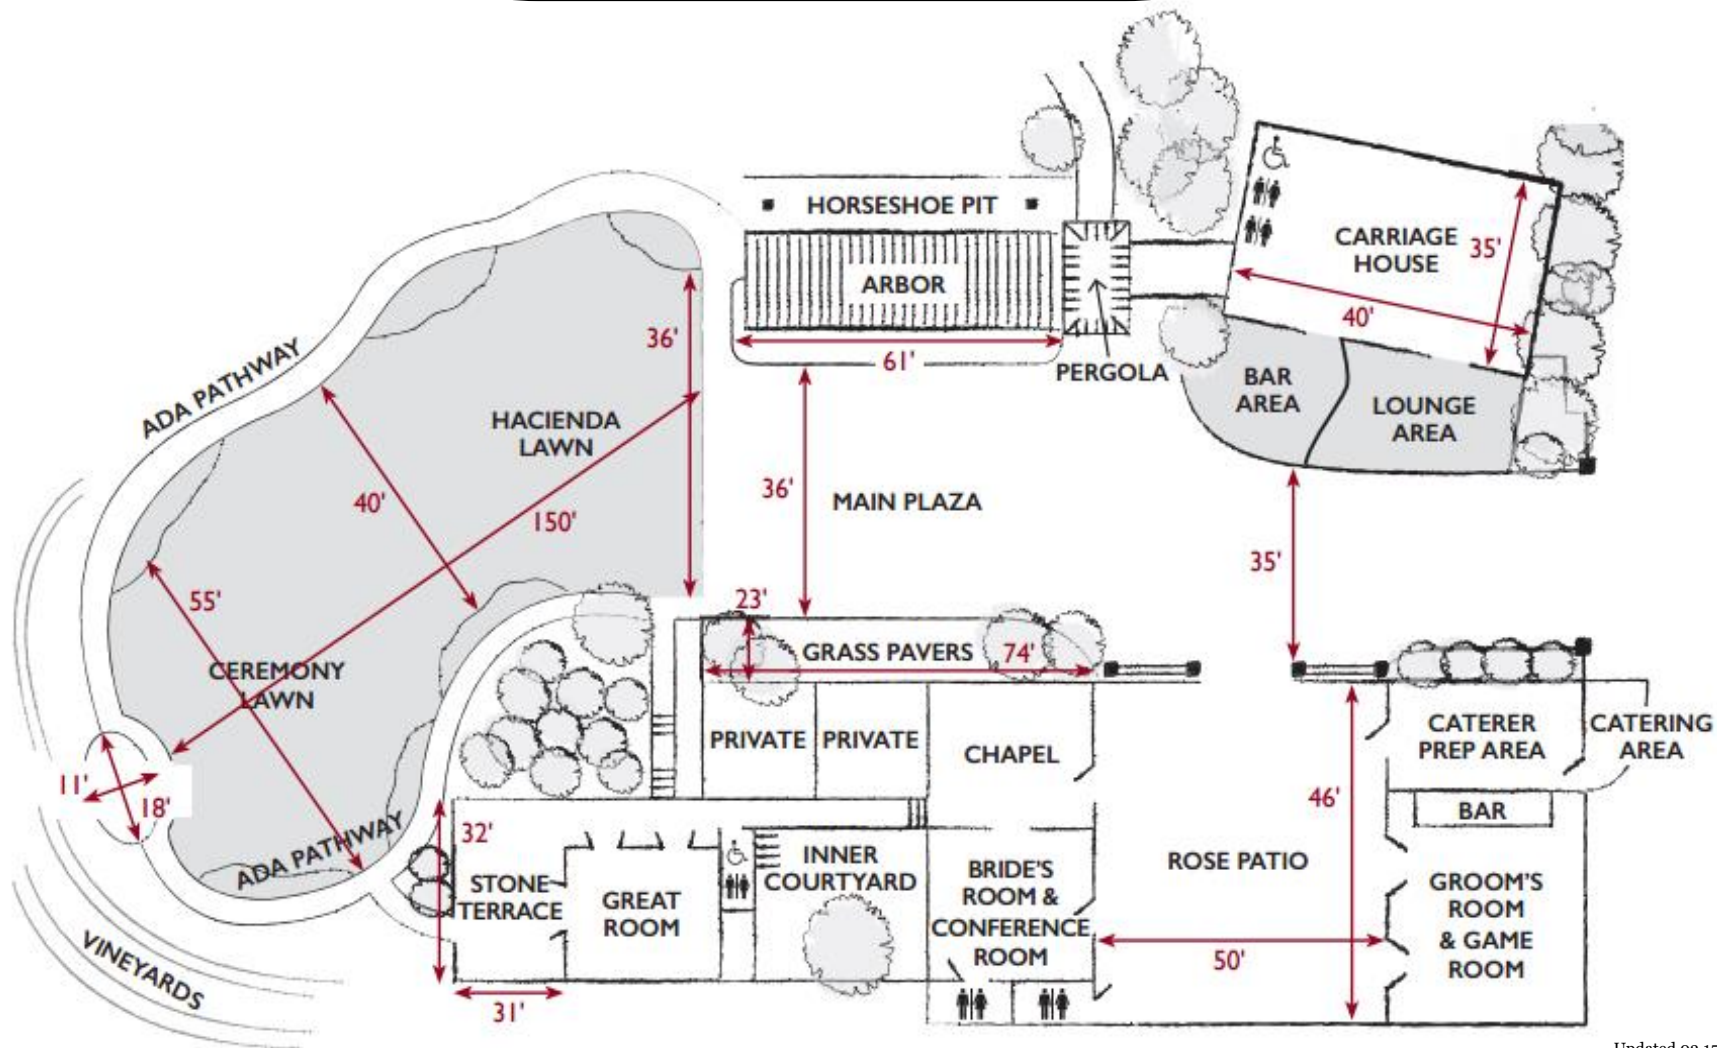 HORSESHOE PIT
ARBOR
61'
PERGOLA
CARRIAGE
HOUSE
35'
40'
BAR
AREA
LOUNGE
AREA
ADA PATHWAY
36'
HACIENDA
LAWN
40'
150'
36'
MAIN PLAZA
35'
55'
CEREMONY
LAWN
23'
GRASS PAVERS
74'
PRIVATE
PRIVATE
CHAPEL
CATERER
PREP AREA
CATERING
AREA
11'
18'
ADA PATHWAY
32'
STONE
TERRACE
31'
GREAT
ROOM
INNER
COURTYARD
BRIDE'S
ROOM &
CONFERENCE
ROOM
ROSE PATIO
46'
50'
BAR
GROOM'S
ROOM
& GAME
ROOM
VINEYARDS
Updated